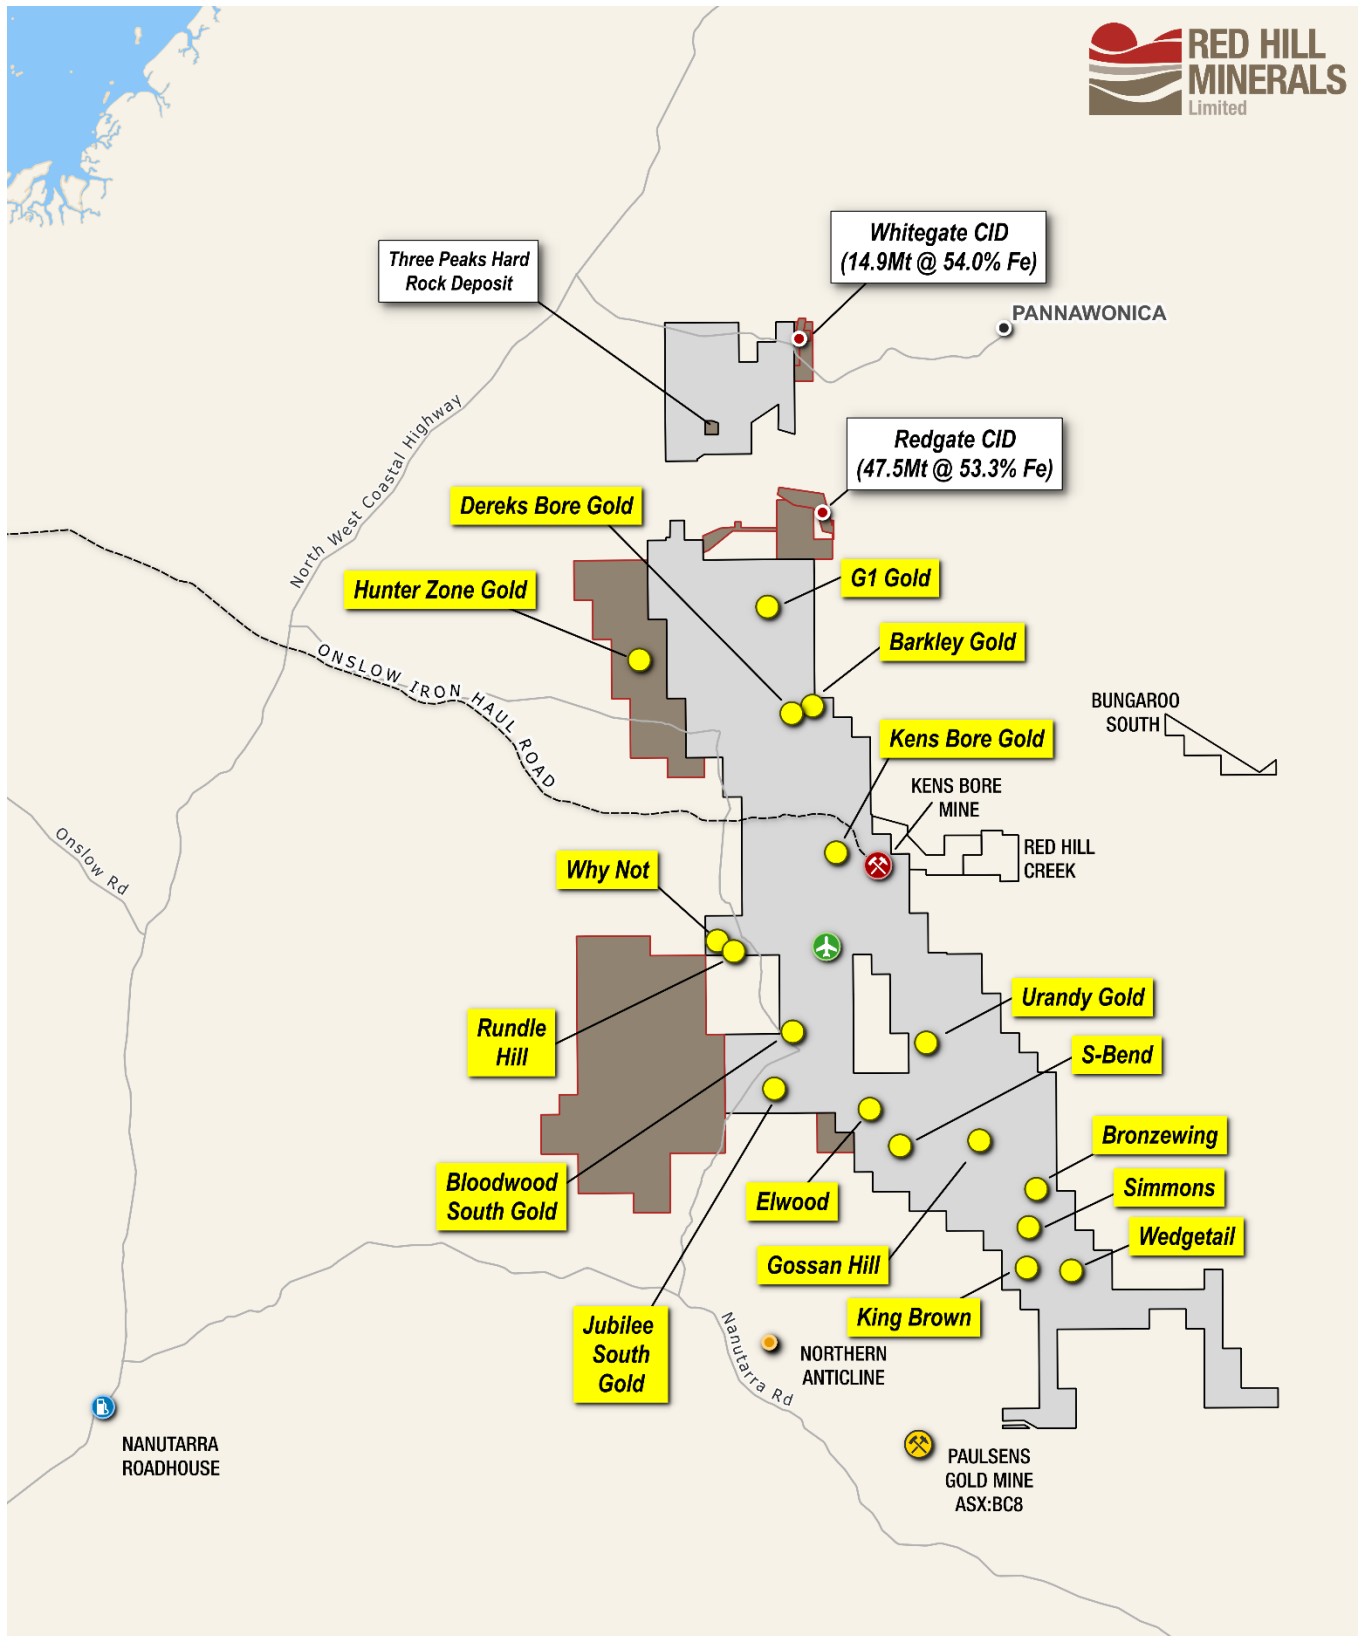 RED HILL
MINERALS
Limited
Whitegate CID
(14.9Mt @ 54.0% Fe)
Three Peaks Hard
Rock Deposit
PANNAWONICA
North West Coastal Highway
Redgate CID
(47.5Mt @ 53.3% Fe)
Dereks Bore Gold
G1 Gold
Hunter Zone Gold
Barkley Gold
ONSLOW IRON HAUL ROAD
BUNGAROO
SOUTH
Kens Bore Gold
KENS BORE
MINE
Onslow Rd
RED HILL
CREEK
Why Not
Urandy Gold
Rundle
Hill
S-Bend
Bronzewing
Bloodwood
South Gold
Elwood
Simmons
Wedgetail
Gossan Hill
King Brown
Jubilee
South
Gold
Nanutarra Rd
NORTHERN
ANTICLINE
NANUTARRA
ROADHOUSE
PAULSENS
GOLD MINE
ASX:BC8